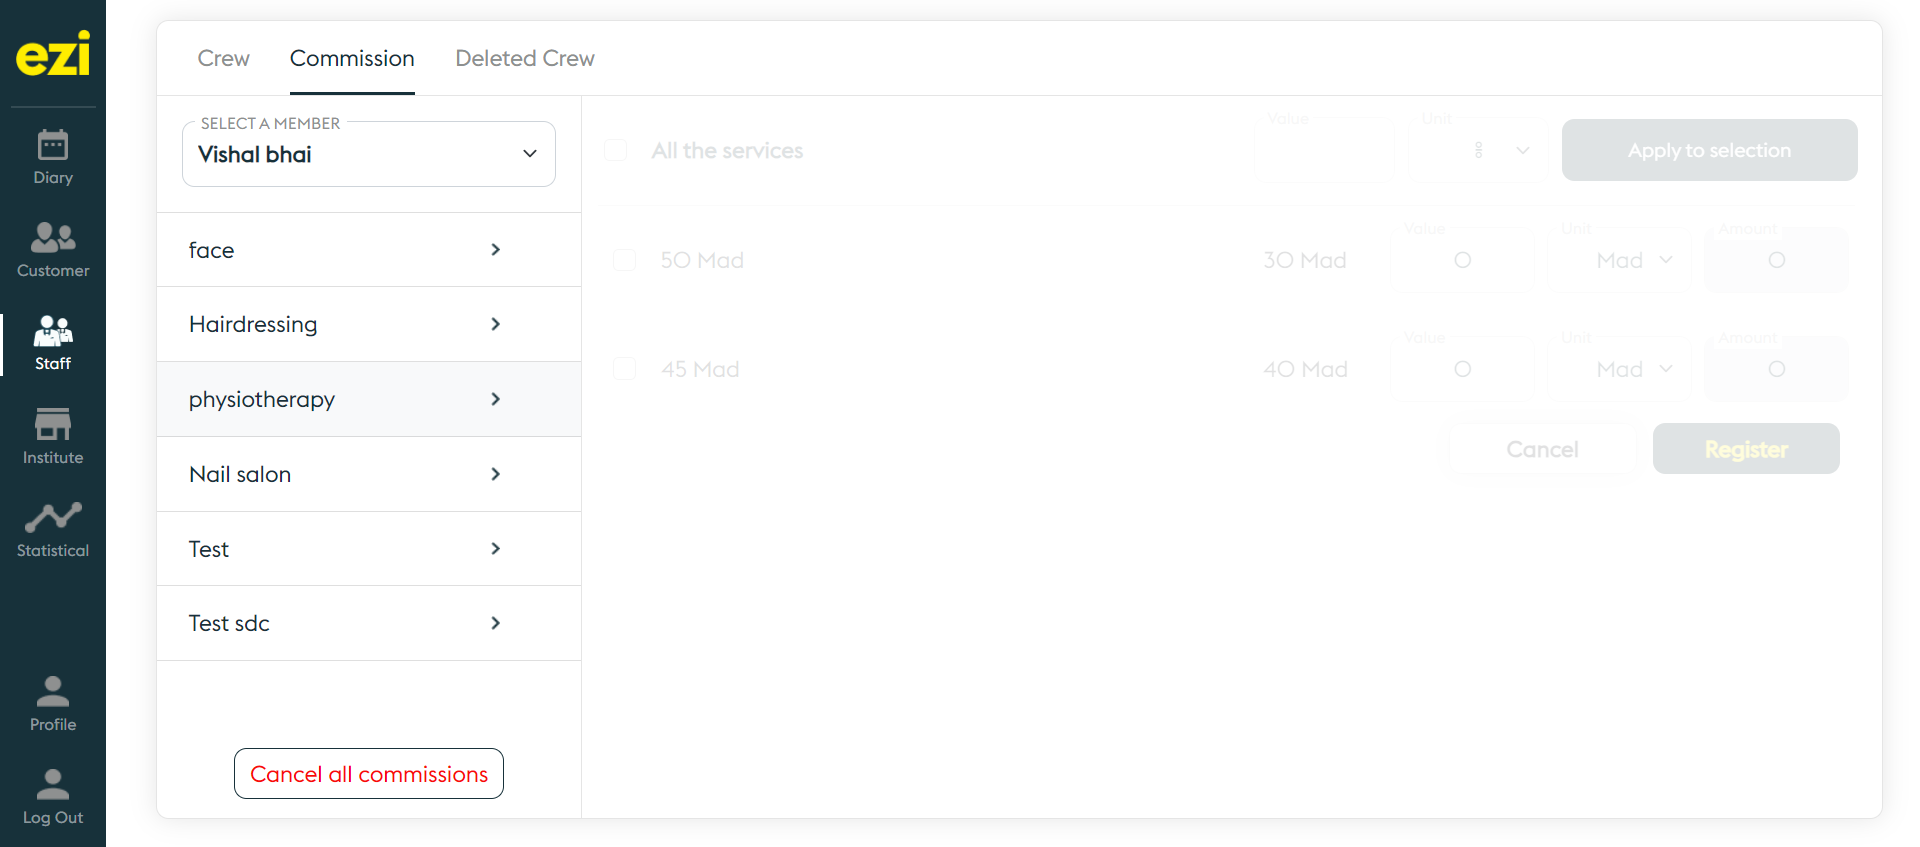 ezi
Diary
Customer
Staff
Institute
Statistical
Profile
Log Out
Crew
Commission
Deleted Crew
SELECT A MEMBER
Vishal bhai
face
Hairdressing
physiotherapy
Nail salon
Test
Test sdc
Cancel all commissions
All the services
Value
Unit
%
Apply to selection
50 Mad
30 Mad
Value
0
Unit
Mad
Amount
0
45 Mad
40 Mad
Value
0
Unit
Mad
Amount
0
Cancel
Register